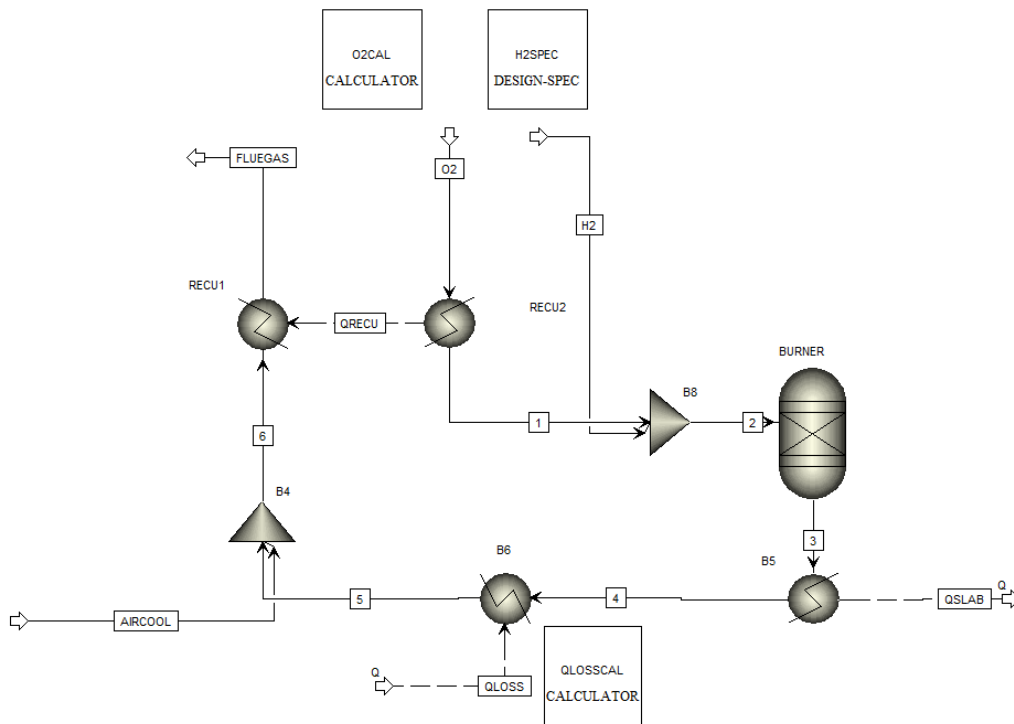 O2CAL
CALCULATOR
H2SPEC
DESIGN-SPEC
FLUEGAS
O2
H2
RECU1
QRECU
RECU2
BURNER
B8
1
2
6
B4
3
B6
B5
5
4
Q
QSLAB
AIRCOOL
Q
QLOSS
QLOSSCAL
CALCULATOR